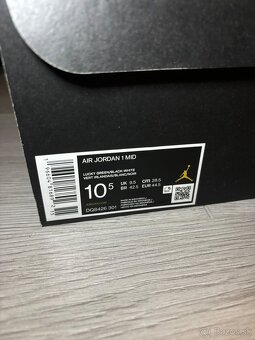 AIR JORDAN 1 MID
LUCKY GREEN/BLACK WHITE
VERT IRLANDAIS/BLANC/NOIR
10.5
UK 9.5 CM 28.5
BR 42.5 EUR 44.5
DQ8426 301